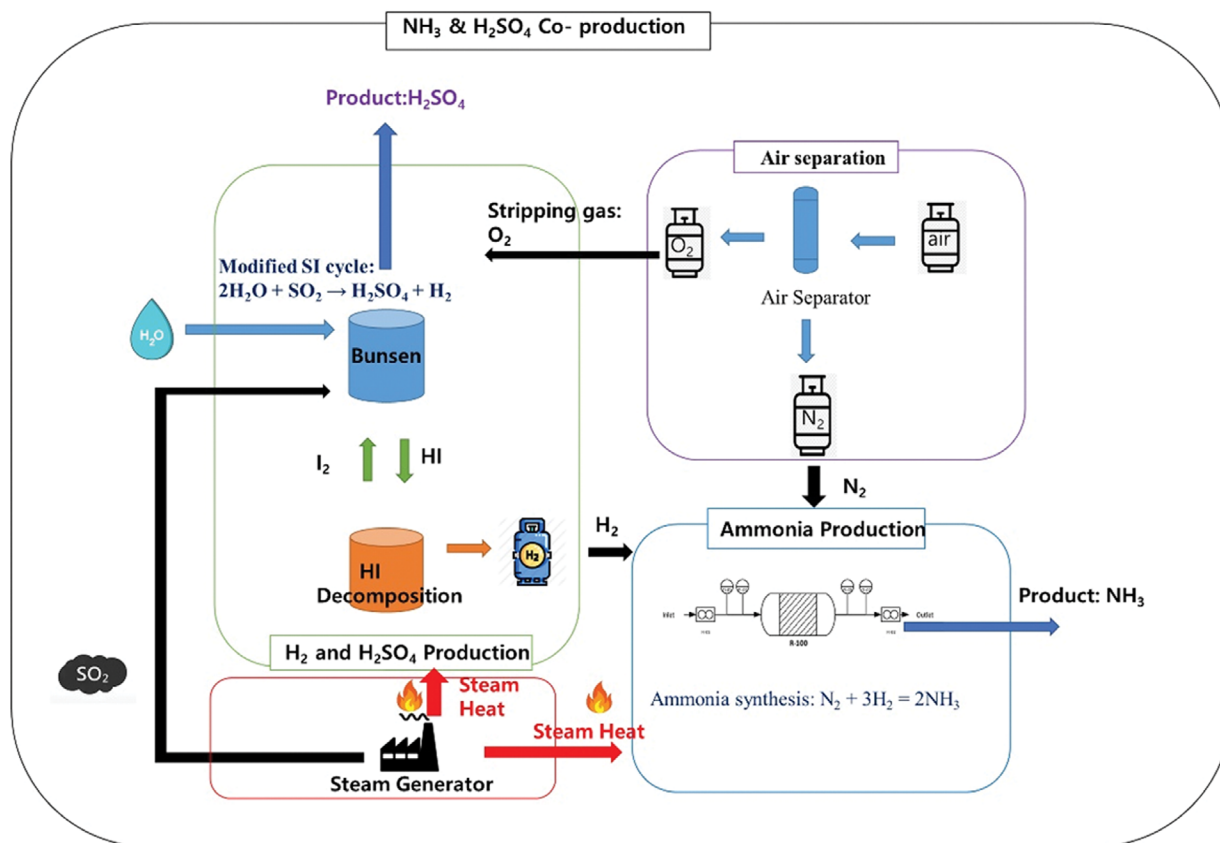 NH₃ & H₂SO₄ Co- production
Product:H₂SO₄
Air separation
Stripping gas:
O₂
O₂
air
Modified SI cycle:
2H₂O + SO₂ → H₂SO₄ + H₂
Air Separator
H₂O
Bunsen
N₂
I₂
HI
N₂
Ammonia Production
H₂
H₂
HI
Decomposition
Product: NH₃
Inlet
Outlet
R-100
H₂ and H₂SO₄ Production
SO₂
Steam
Heat
Ammonia synthesis: N₂ + 3H₂ = 2NH₃
Steam Heat
Steam Generator